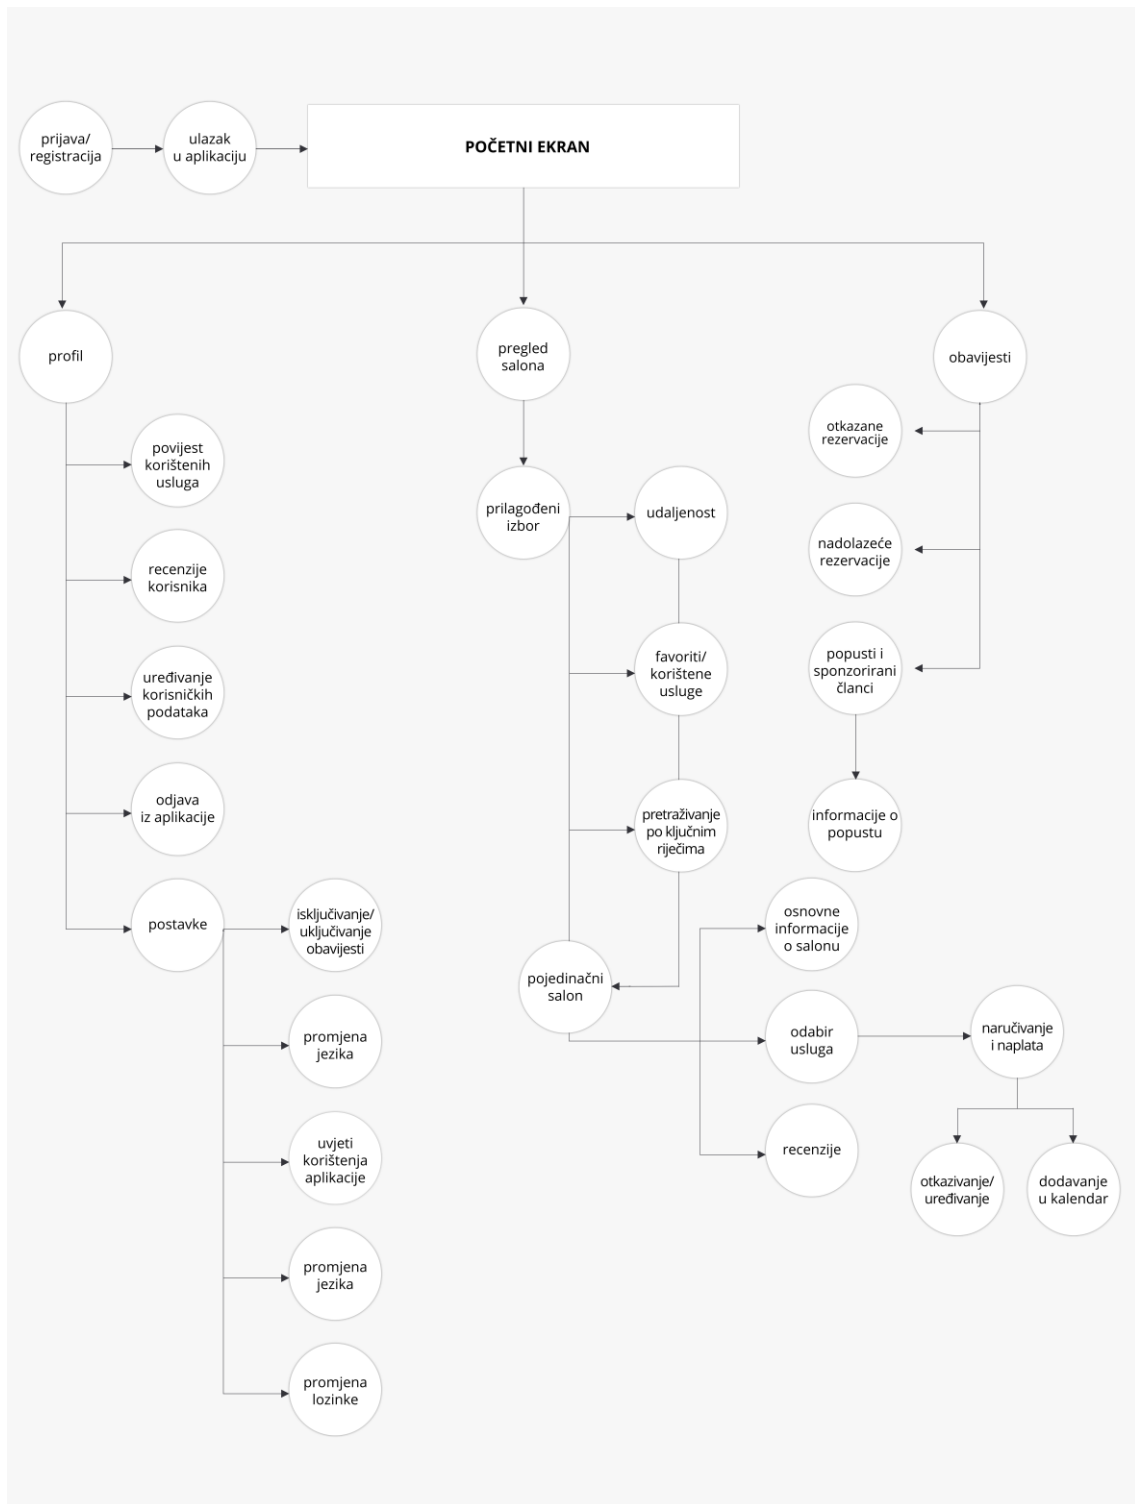 prijava/
registracija
ulazak
u aplikaciju
POČETNI EKRAN
profil
pregled
salona
obavijesti
povijest
korištenih
usluga
recenzije
korisnika
uređivanje
korisničkih
podataka
odjava
iz aplikacije
postavke
isključivanje/
uključivanje
obavijesti
promjena
jezika
uvjeti
korištenja
aplikacije
promjena
jezika
promjena
lozinke
prilagođeni
izbor
udaljenost
favoriti/
korištene
usluge
pretraživanje
po ključnim
riječima
pojedinačni
salon
osnovne
informacije
o salonu
odabir
usluga
recenzije
naručivanje
i naplata
otkazivanje/
uređivanje
dodavanje
u kalendar
otkazane
rezervacije
nadolazeće
rezervacije
popusti i
sponzorirani
članci
informacije o
popustu